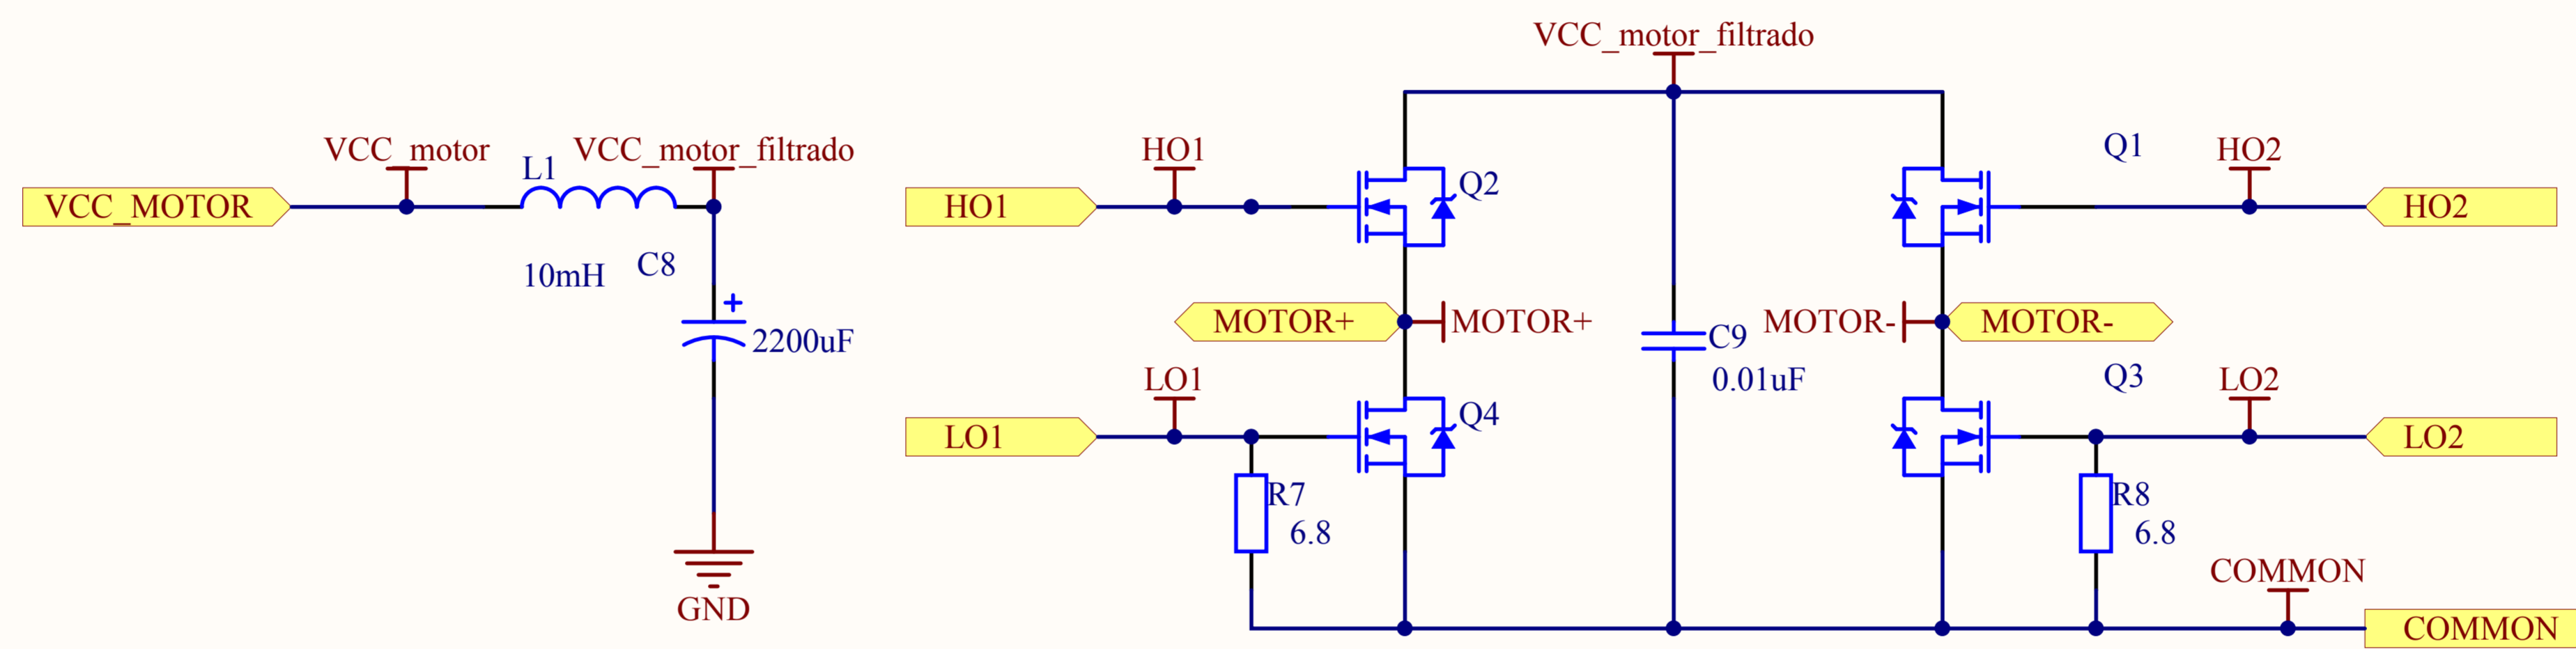 VCC_motor_filtrado
VCC_motor
VCC_motor_filtrado
L1
VCC_MOTOR
10mH
C8
+
2200uF
GND
HO1
HO1
Q2
Q1
HO2
HO2
MOTOR+
MOTOR+
MOTOR-
MOTOR-
C9
0.01uF
LO1
LO1
Q4
Q3
LO2
LO2
R7
6.8
R8
6.8
COMMON
COMMON